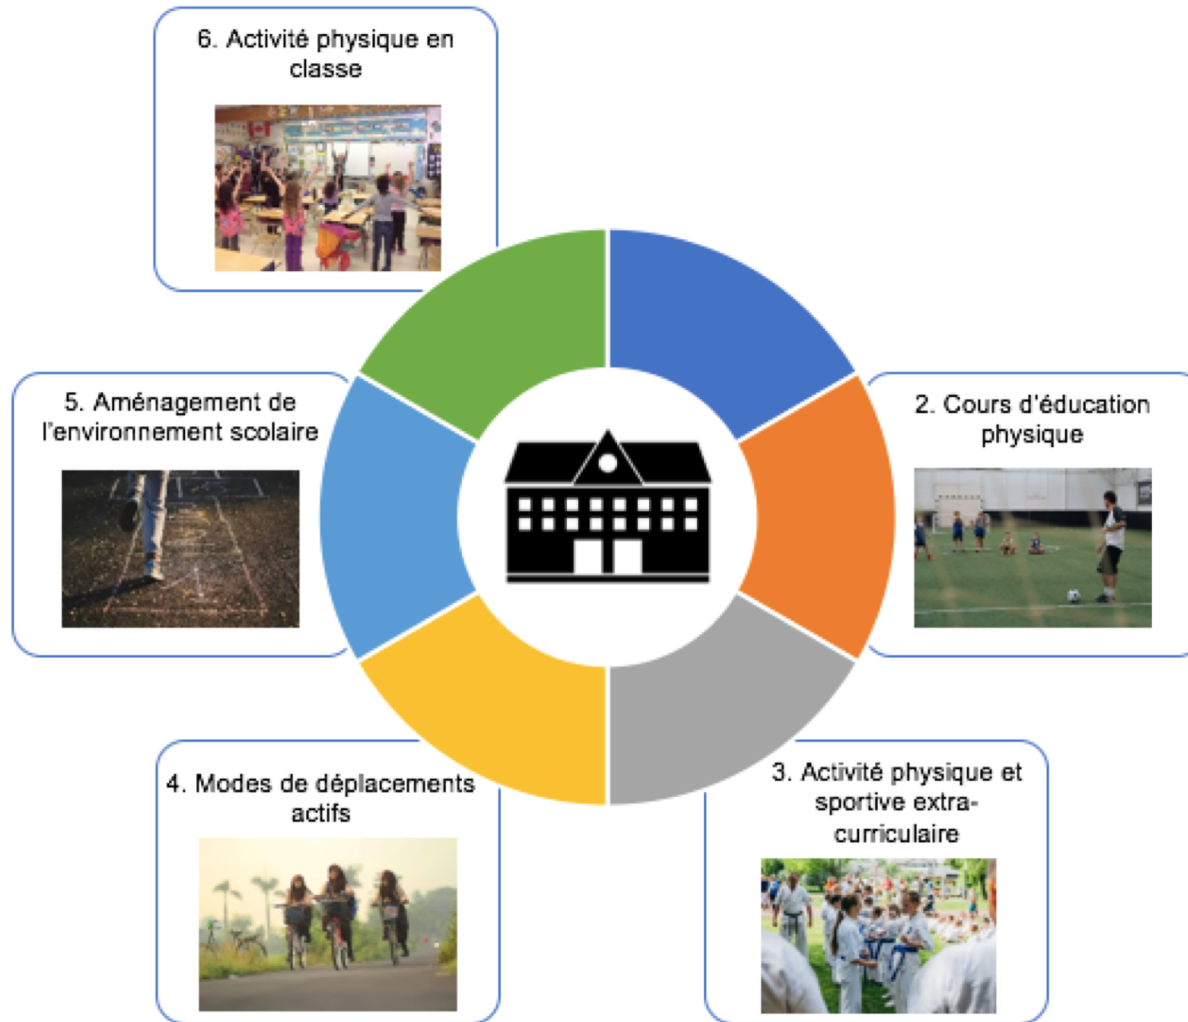 6. Activité physique en
classe
5. Aménagement de
l'environnement scolaire
2. Cours d'éducation
physique
4. Modes de déplacements
actifs
3. Activité physique et
sportive extra-
curriculaire